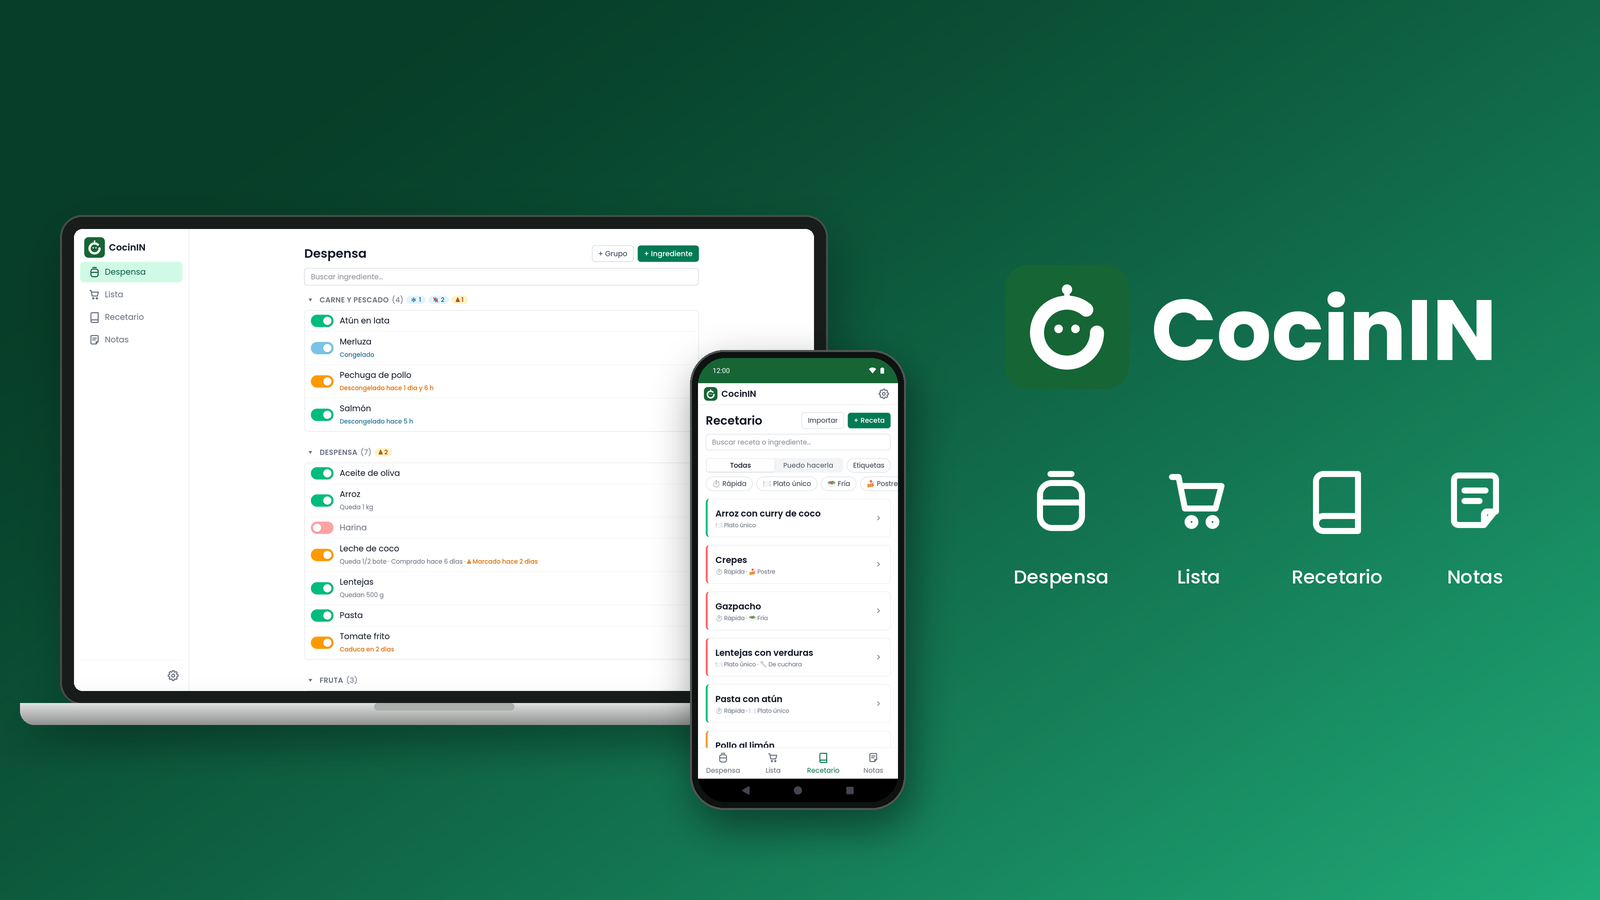 CocinIN
Despensa
Lista
Recetario
Notas
Despensa
+ Grupo
+ Ingrediente
Buscar ingrediente...
CARNE Y PESCADO (4) 1 2 1
Atún en lata
Merluza
Congelado
Pechuga de pollo
Descongelado hace 1 día y 6 h
Salmón
Descongelado hace 5 h
DESPENSA (7) 2
Aceite de oliva
Arroz
Queda 1 kg
Harina
Leche de coco
Queda 1/2 bote · Comprado hace 6 días · Marcado hace 2 días
Lentejas
Quedan 500 g
Pasta
Tomate frito
Caduca en 2 días
FRUTA (3)
12:00
CocinIN
Recetario
Importar
+ Receta
Buscar receta o ingrediente...
Todas
Puedo hacerla
Etiquetas
Rápida
Plato único
Fría
Postre
Arroz con curry de coco
Plato único
Crepes
Rápida · Postre
Gazpacho
Rápida · Fría
Lentejas con verduras
Plato único · De cuchara
Pasta con atún
Rápida · Plato único
Pollo al limón
Despensa
Lista
Recetario
Notas
CocinIN
Despensa
Lista
Recetario
Notas